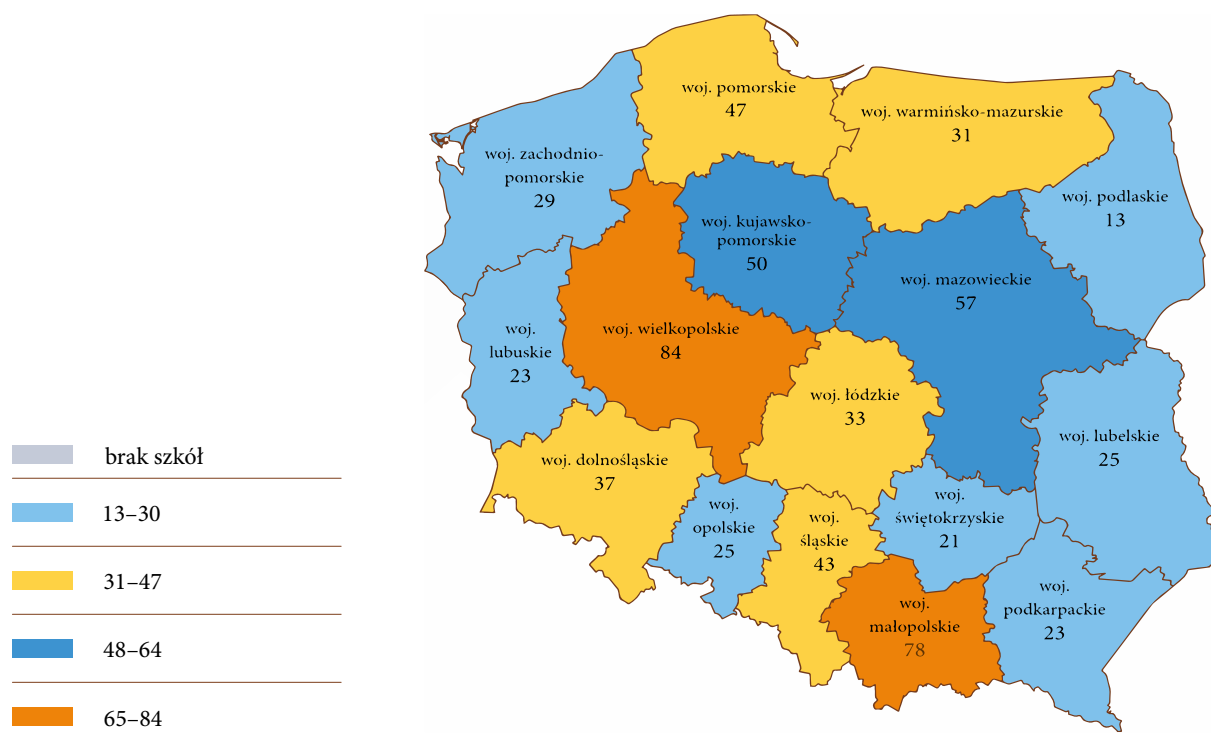 woj. pomorskie
47
woj. warmińsko-mazurskie
31
woj. zachodnio-
pomorskie
29
woj. podlaskie
13
woj. kujawsko-
pomorskie
50
woj. mazowieckie
57
woj.
lubuskie
23
woj. wielkopolskie
84
woj. łódzkie
33
woj. lubelskie
25
woj. dolnośląskie
37
woj.
opolskie
25
woj.
śląskie
43
woj.
świętokrzyskie
21
woj.
małopolskie
78
woj.
podkarpackie
23
brak szkół
13–30
31–47
48–64
65–84